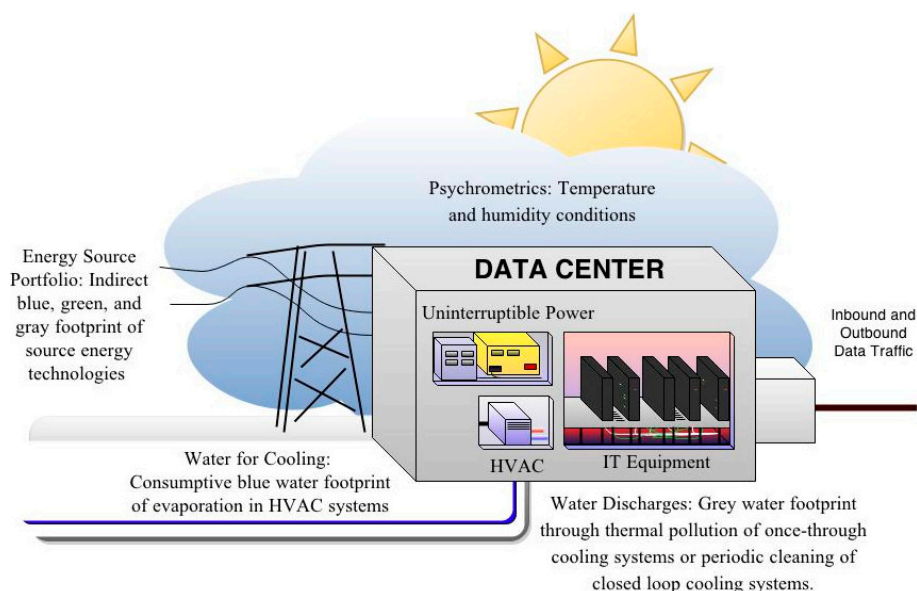 Psychrometrics: Temperature
and humidity conditions
Energy Source
Portfolio: Indirect
blue, green, and
gray footprint of
source energy
technologies
DATA CENTER
Uninterruptible Power
HVAC
IT Equipment
Inbound and
Outbound
Data Traffic
Water for Cooling:
Consumptive blue water footprint
of evaporation in HVAC systems
Water Discharges: Grey water footprint
through thermal pollution of once-through
cooling systems or periodic cleaning of
closed loop cooling systems.